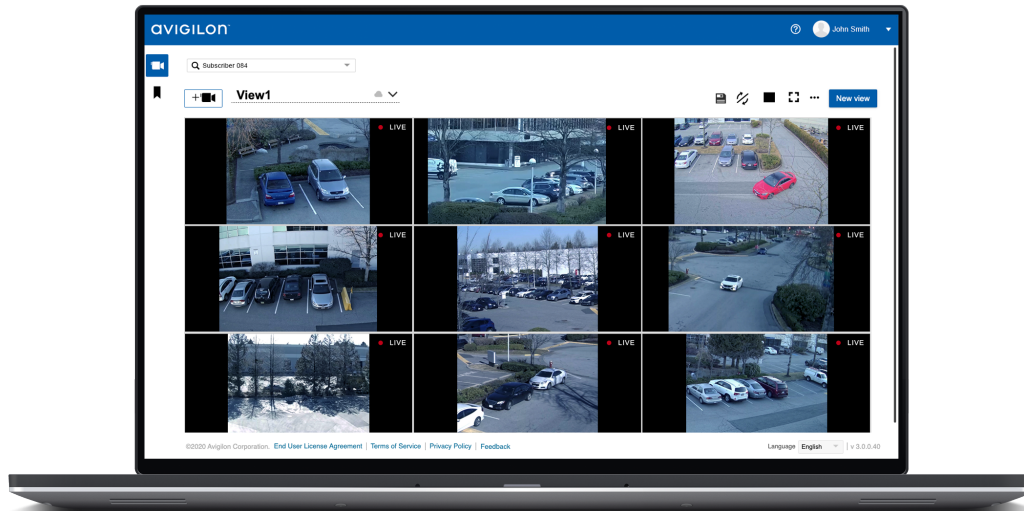 aVIGILON
John Smith
Subscriber 084
View1
New view
LIVE
LIVE
LIVE
LIVE
LIVE
LIVE
LIVE
LIVE
LIVE
©2020 Avigilon Corporation. End User License Agreement | Terms of Service | Privacy Policy | Feedback
Language English | v 3.0.0.40